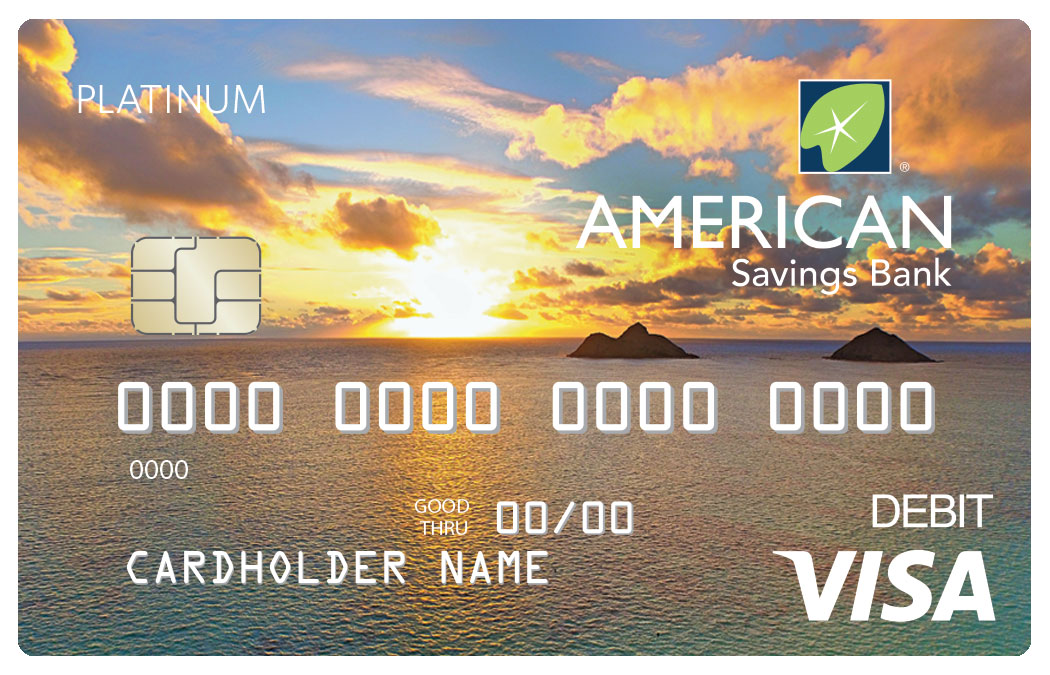 PLATINUM
®
AMERICAN
Savings Bank
0000 0000 0000 0000
0000
GOOD
THRU 00/00
CARDHOLDER NAME
DEBIT
VISA